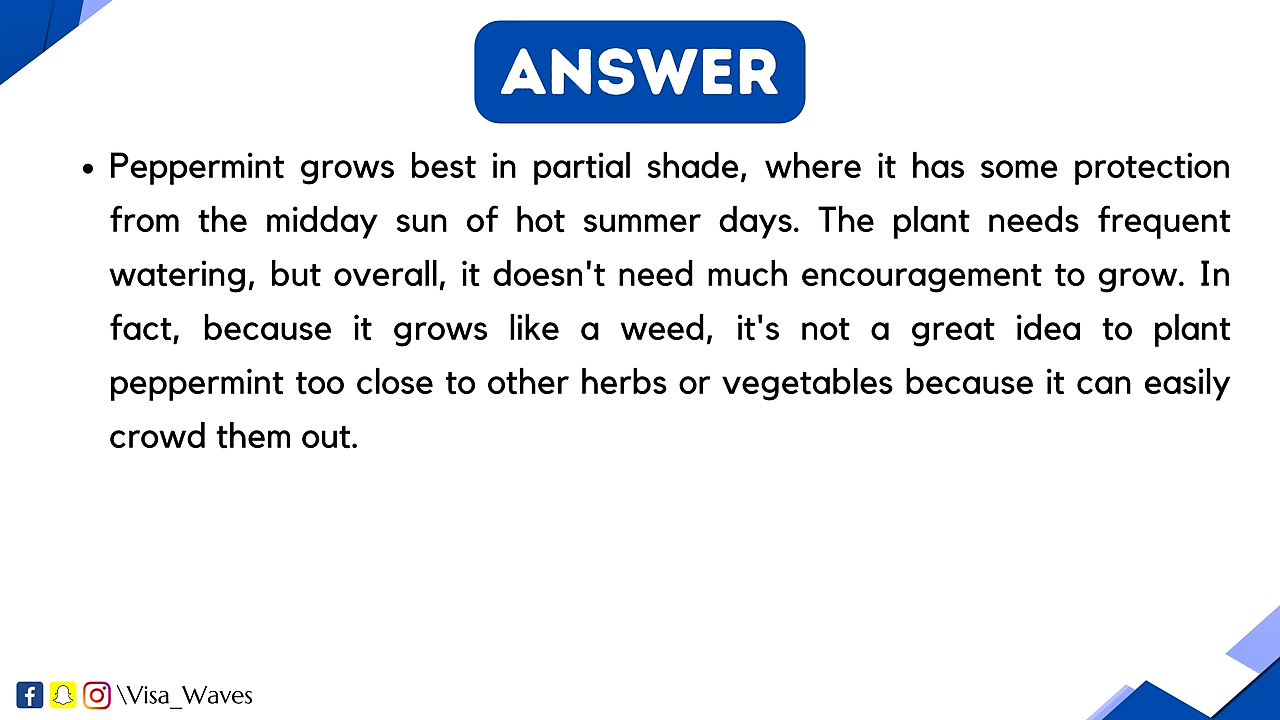 ANSWER
• Peppermint grows best in partial shade, where it has some protection
from the midday sun of hot summer days. The plant needs frequent
watering, but overall, it doesn't need much encouragement to grow. In
fact, because it grows like a weed, it's not a great idea to plant
peppermint too close to other herbs or vegetables because it can easily
crowd them out.
\Visa_Waves